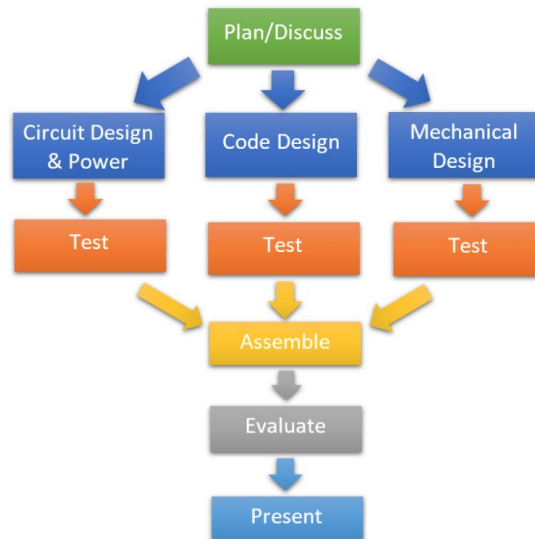 Plan/Discuss
Circuit Design
& Power
Code Design
Mechanical
Design
Test
Test
Test
Assemble
Evaluate
Present